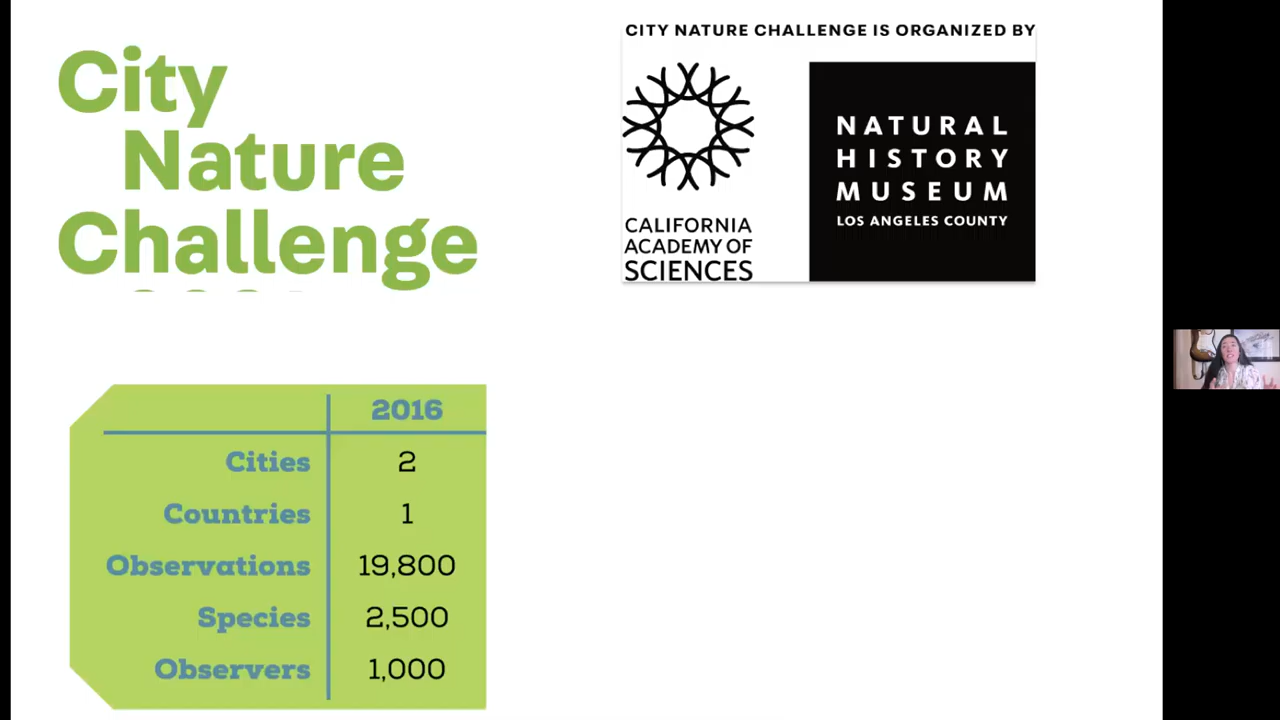 City
Nature
Challenge
CITY NATURE CHALLENGE IS ORGANIZED BY
CALIFORNIA
ACADEMY OF
SCIENCES
NATURAL
HISTORY
MUSEUM
LOS ANGELES COUNTY
2016
Cities 2
Countries 1
Observations 19,800
Species 2,500
Observers 1,000